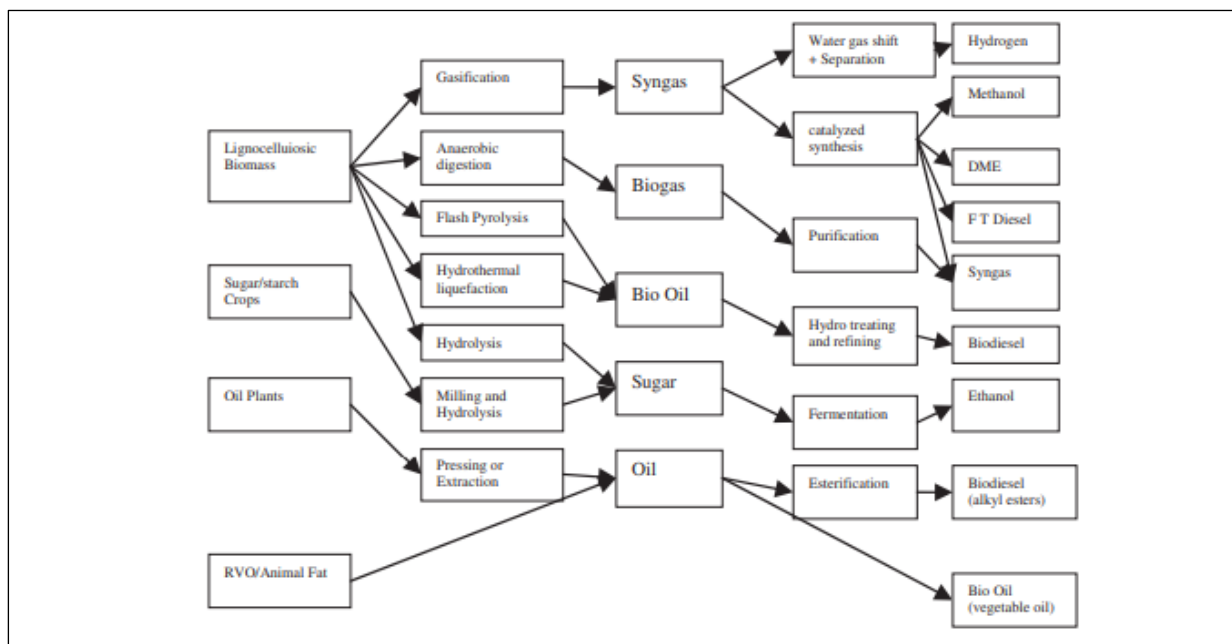 Lignocelluiosic
Biomass
Sugar/starch
Crops
Oil Plants
RVO/Animal Fat
Gasification
Anaerobic
digestion
Flash Pyrolysis
Hydrothermal
liquefaction
Hydrolysis
Milling and
Hydrolysis
Pressing or
Extraction
Syngas
Biogas
Bio Oil
Sugar
Oil
Water gas shift
+ Separation
catalyzed
synthesis
Purification
Hydro treating
and refining
Fermentation
Esterification
Hydrogen
Methanol
DME
F T Diesel
Syngas
Biodiesel
Ethanol
Biodiesel
(alkyl esters)
Bio Oil
(vegetable oil)